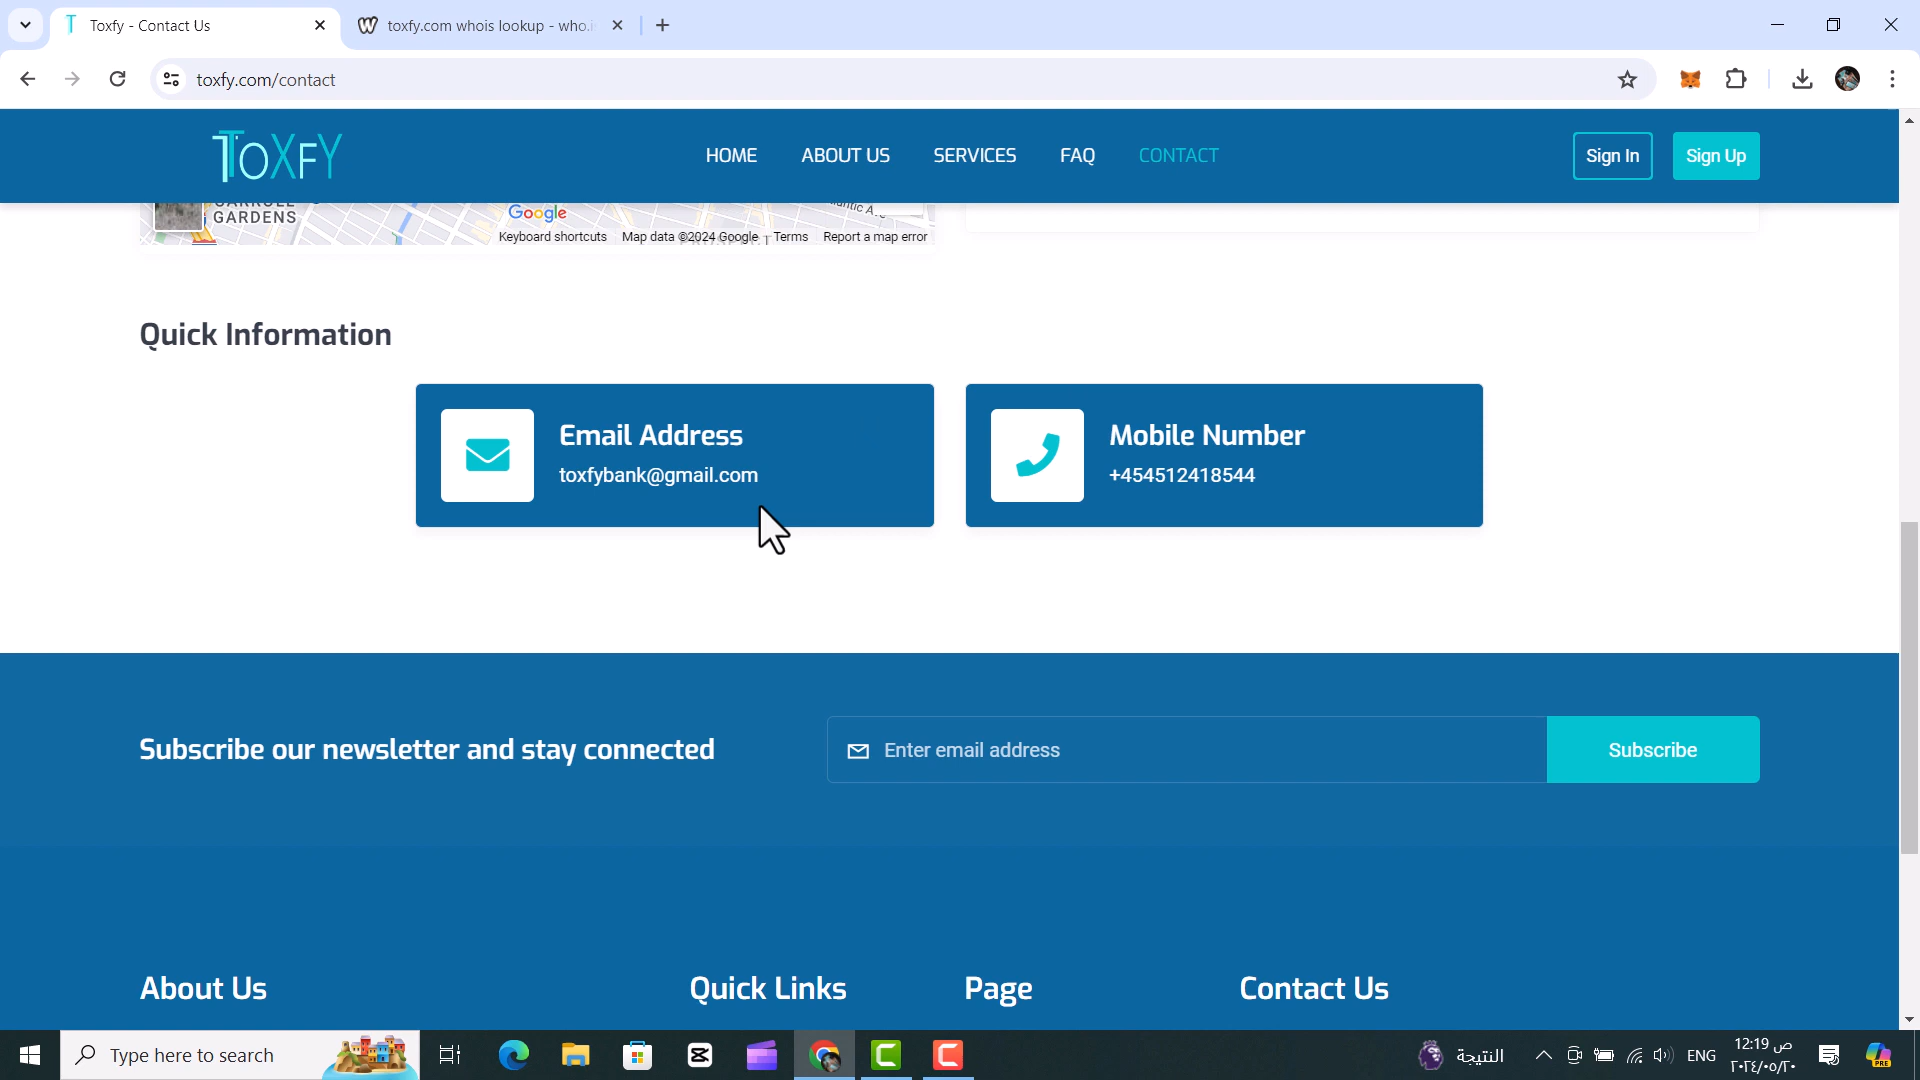 Toxfy - Contact Us
toxfy.com whois lookup - who.is
toxfy.com/contact
ToXFY
HOME
ABOUT US
SERVICES
FAQ
CONTACT
Sign In
Sign Up
GARDENS
Google
Keyboard shortcuts
Map data ©2024 Google
Terms
Report a map error
Quick Information
Email Address
toxfybank@gmail.com
Mobile Number
+454512418544
Subscribe our newsletter and stay connected
Enter email address
Subscribe
About Us
Quick Links
Page
Contact Us
Type here to search
النتيجة
ENG
12:19 ص
٢٠٢٤/٠٥/٢٠
PRE